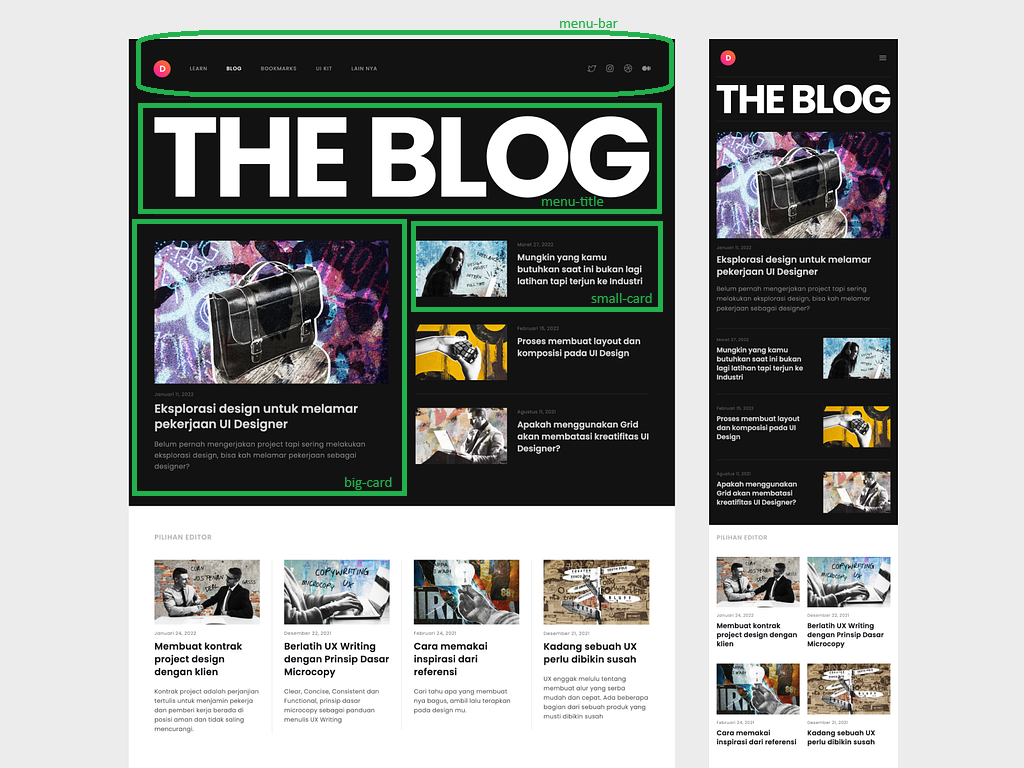 menu-bar
D
LEARN
BLOG
BOOKMARKS
UI KIT
LAIN NYA
THE BLOG
menu-title
Januari 11, 2022
Eksplorasi design untuk melamar
pekerjaan UI Designer
Belum pernah mengerjakan project tapi sering melakukan
eksplorasi design, bisa kah melamar pekerjaan sebagai
designer?
big-card
Maret 27, 2022
Mungkin yang kamu
butuhkan saat ini bukan lagi
latihan tapi terjun ke Industri
small-card
Februari 15, 2022
Proses membuat layout dan
komposisi pada UI Design
Agustus 11, 2021
Apakah menggunakan Grid
akan membatasi kreatifitas UI
Designer?
PILIHAN EDITOR
Januari 24, 2022
Membuat kontrak
project design
dengan klien
Kontrak project adalah perjanjian
tertulis untuk menjamin pekerja
dan pemberi kerja berada di
posisi aman dan tidak saling
mencurangi.
COPYWRITING
MICROCOPY UX
Desember 22, 2021
Berlatih UX Writing
dengan Prinsip Dasar
Microcopy
Clear, Concise, Consistent dan
Functional, prinsip dasar
microcopy sebagai panduan
menulis UX Writing
Februari 24, 2021
Cara memakai
inspirasi dari
referensi
Cari tahu apa yang membuat
nya bagus, ambil lalu terapkan
pada design mu.
Desember 21, 2021
Kadang sebuah UX
perlu dibikin susah
UX enggak melulu tentang
membuat alur yang serba
mudah dan cepat. Ada beberapa
bagian dari sebuah produk yang
musti dibikin susah
D
THE BLOG
Januari 11, 2022
Eksplorasi design untuk melamar
pekerjaan UI Designer
Belum pernah mengerjakan project tapi sering
melakukan eksplorasi design, bisa kah melamar
pekerjaan sebagai designer?
Maret 27, 2022
Mungkin yang kamu
butuhkan saat ini bukan
lagi latihan tapi terjun ke
Industri
Februari 15, 2022
Proses membuat layout
dan komposisi pada UI
Design
Agustus 11, 2021
Apakah menggunakan
Grid akan membatasi
kreatifitas UI Designer?
PILIHAN EDITOR
Januari 24, 2022
Membuat kontrak
project design dengan
klien
COPYWRITING
MICROCOPY UX
Desember 22, 2021
Berlatih UX Writing
dengan Prinsip Dasar
Microcopy
Februari 24, 2021
Cara memakai
inspirasi dari referensi
Desember 21, 2021
Kadang sebuah UX
perlu dibikin susah